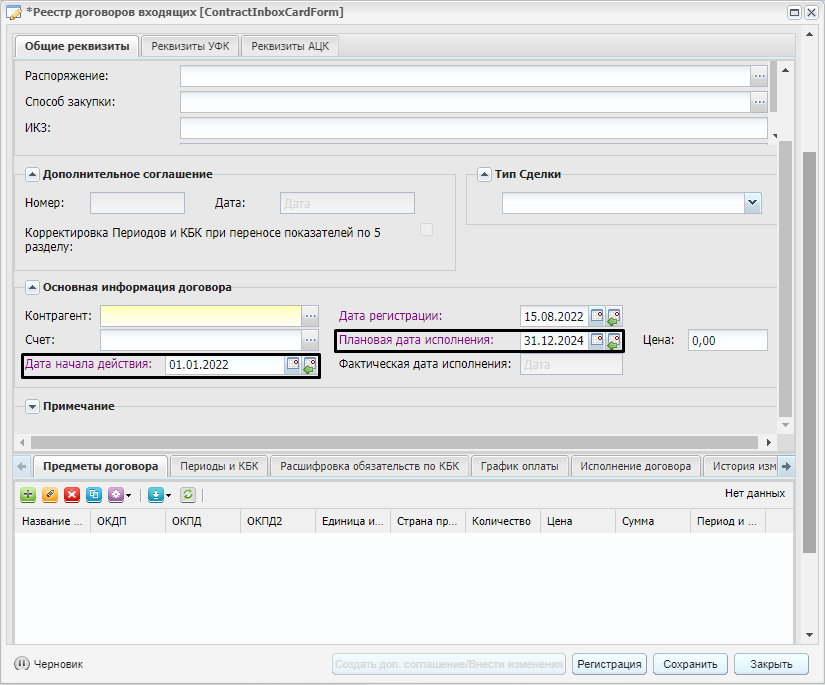 *Реестр договоров входящих [ContractInboxCardForm]
Общие реквизиты Реквизиты УФК Реквизиты АЦК
Распоряжение:
Способ закупки:
ИКЗ:
Дополнительное соглашение Тип Сделки
Номер: Дата: Дата
Корректировка Периодов и КБК при переносе показателей по 5
разделу:
Основная информация договора
Контрагент: Дата регистрации: 15.08.2022
Счет: Плановая дата исполнения: 31.12.2024 Цена: 0,00
Дата начала действия: 01.01.2022 Фактическая дата исполнения: Дата
Примечание
Предметы договора Периоды и КБК Расшифровка обязательств по КБК График оплаты Исполнение договора История изм
Нет данных
Название ... ОКДП ОКПД ОКПД2 Единица и... Страна пр... Количество Цена Сумма Период и ...
Черновик Создать доп. соглашение/Внести изменения Регистрация Сохранить Закрыть